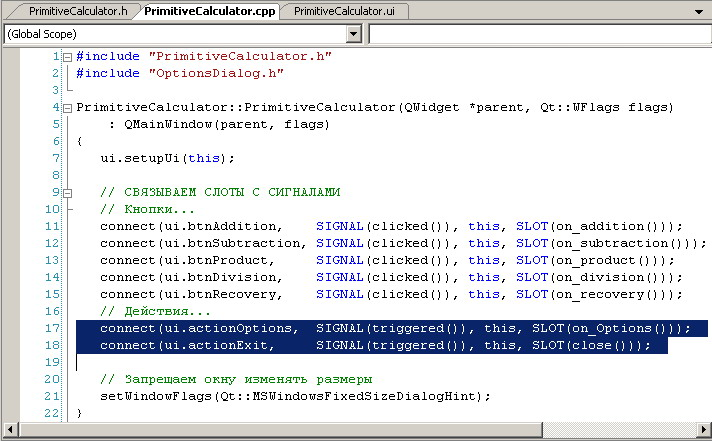 PrimitiveCalculator.h PrimitiveCalculator.cpp PrimitiveCalculator.ui
(Global Scope)
1 #include "PrimitiveCalculator.h"
2 #include "OptionsDialog.h"
3
4 PrimitiveCalculator::PrimitiveCalculator(QWidget *parent, Qt::WFlags flags)
5 : QMainWindow(parent, flags)
6 {
7 ui.setupUi(this);
8
9 // СВЯЗЫВАЕМ СЛОТЫ С СИГНАЛАМИ
10 // Кнопки...
11 connect(ui.btnAddition, SIGNAL(clicked()), this, SLOT(on_addition()));
12 connect(ui.btnSubtraction, SIGNAL(clicked()), this, SLOT(on_subtraction()));
13 connect(ui.btnProduct, SIGNAL(clicked()), this, SLOT(on_product()));
14 connect(ui.btnDivision, SIGNAL(clicked()), this, SLOT(on_division()));
15 connect(ui.btnRecovery, SIGNAL(clicked()), this, SLOT(on_recovery()));
16 // Действия...
17 connect(ui.actionOptions, SIGNAL(triggered()), this, SLOT(on_Options()));
18 connect(ui.actionExit, SIGNAL(triggered()), this, SLOT(close()));
19
20 // Запрещаем окну изменять размеры
21 setWindowFlags(Qt::MSWindowsFixedSizeDialogHint);
22 }